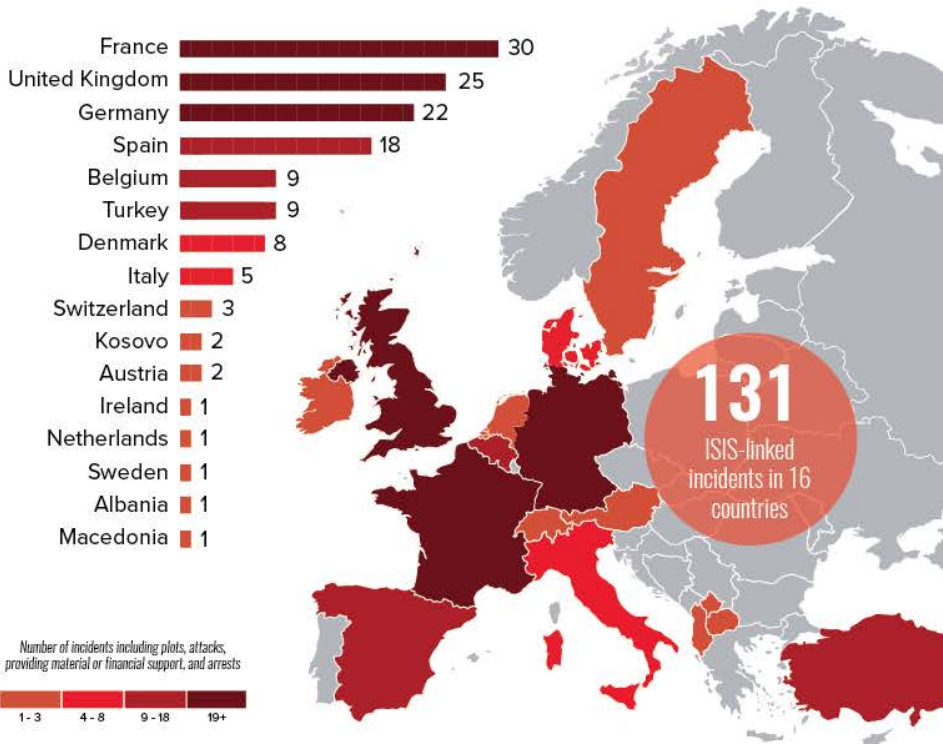 France 30
United Kingdom 25
Germany 22
Spain 18
Belgium 9
Turkey 9
Denmark 8
Italy 5
Switzerland 3
Kosovo 2
Austria 2
Ireland 1
Netherlands 1
Sweden 1
Albania 1
Macedonia 1
131
ISIS-linked
incidents in 16
countries
Number of incidents including plots, attacks,
providing material or financial support, and arrests
1 - 3 4 - 8 9 - 18 19+